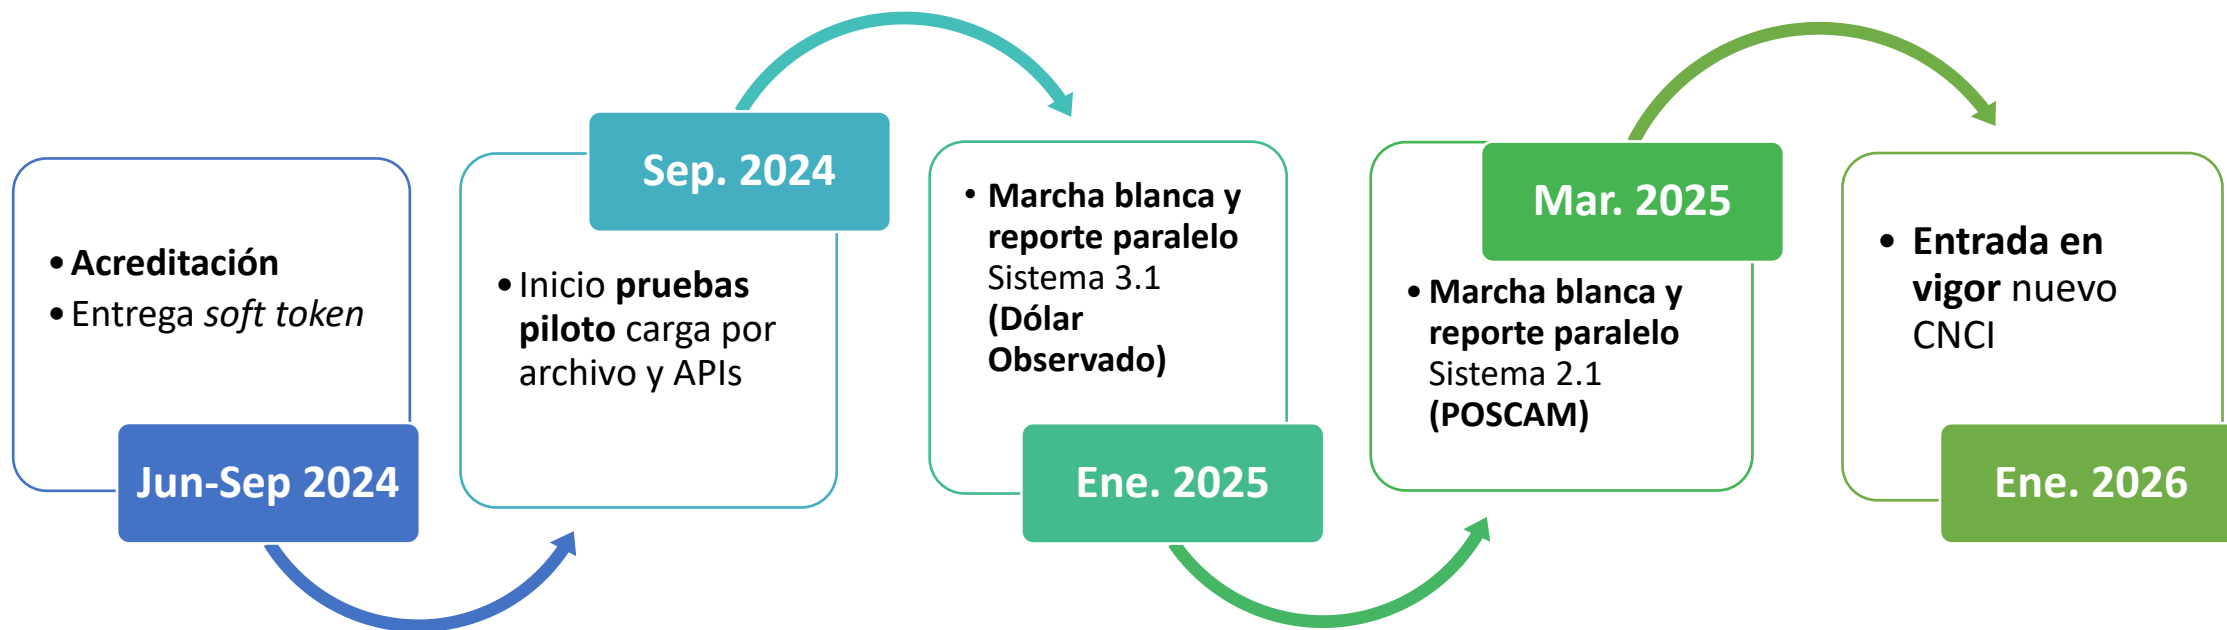 • Acreditación
• Entrega soft token
Jun-Sep 2024
Sep. 2024
• Inicio pruebas
piloto carga por
archivo y APIs
• Marcha blanca y
reporte paralelo
Sistema 3.1
(Dólar
Observado)
Ene. 2025
Mar. 2025
• Marcha blanca y
reporte paralelo
Sistema 2.1
(POSCAM)
• Entrada en
vigor nuevo
CNCI
Ene. 2026